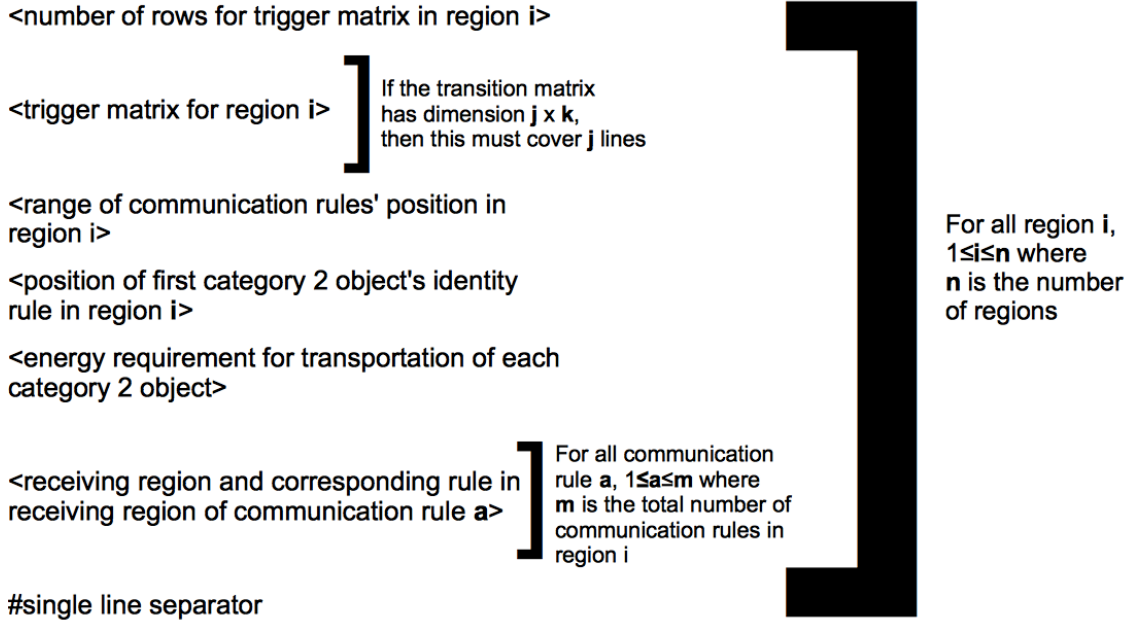 <number of rows for trigger matrix in region i>
<trigger matrix for region i>
If the transition matrix
has dimension j x k,
then this must cover j lines
<range of communication rules' position in
region i>
<position of first category 2 object's identity
rule in region i>
<energy requirement for transportation of each
category 2 object>
<receiving region and corresponding rule in
receiving region of communication rule a>
For all communication
rule a, 1≤a≤m where
m is the total number of
communication rules in
region i
#single line separator
For all region i,
1≤i≤n where
n is the number
of regions